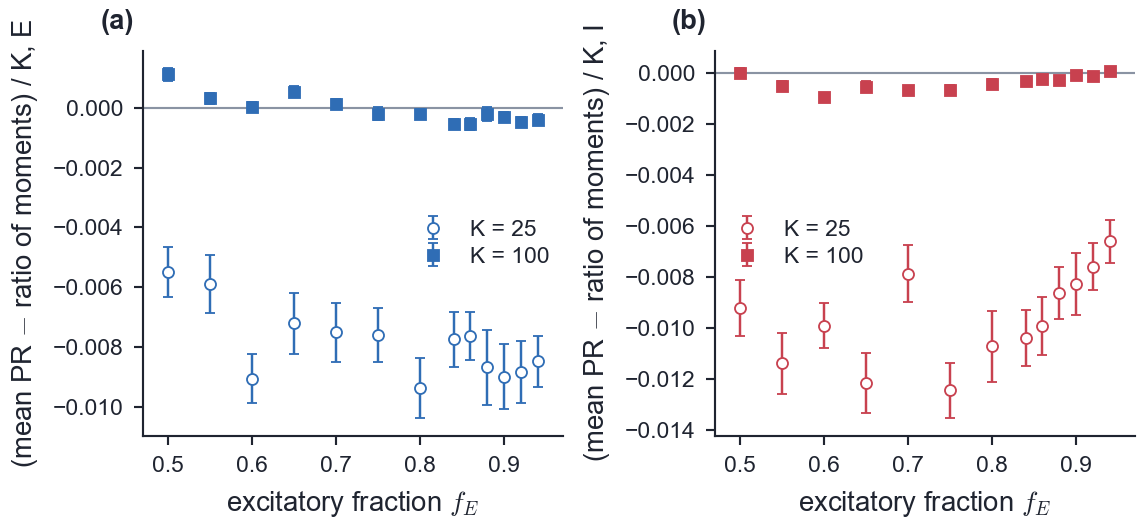 (a)
(mean PR − ratio of moments) / K, E
0.000
−0.002
−0.004
−0.006
−0.008
−0.010
K = 25
K = 100
0.5
0.6
0.7
0.8
0.9
excitatory fraction f_E
(b)
(mean PR − ratio of moments) / K, I
0.000
−0.002
−0.004
−0.006
−0.008
−0.010
−0.012
−0.014
K = 25
K = 100
0.5
0.6
0.7
0.8
0.9
excitatory fraction f_E